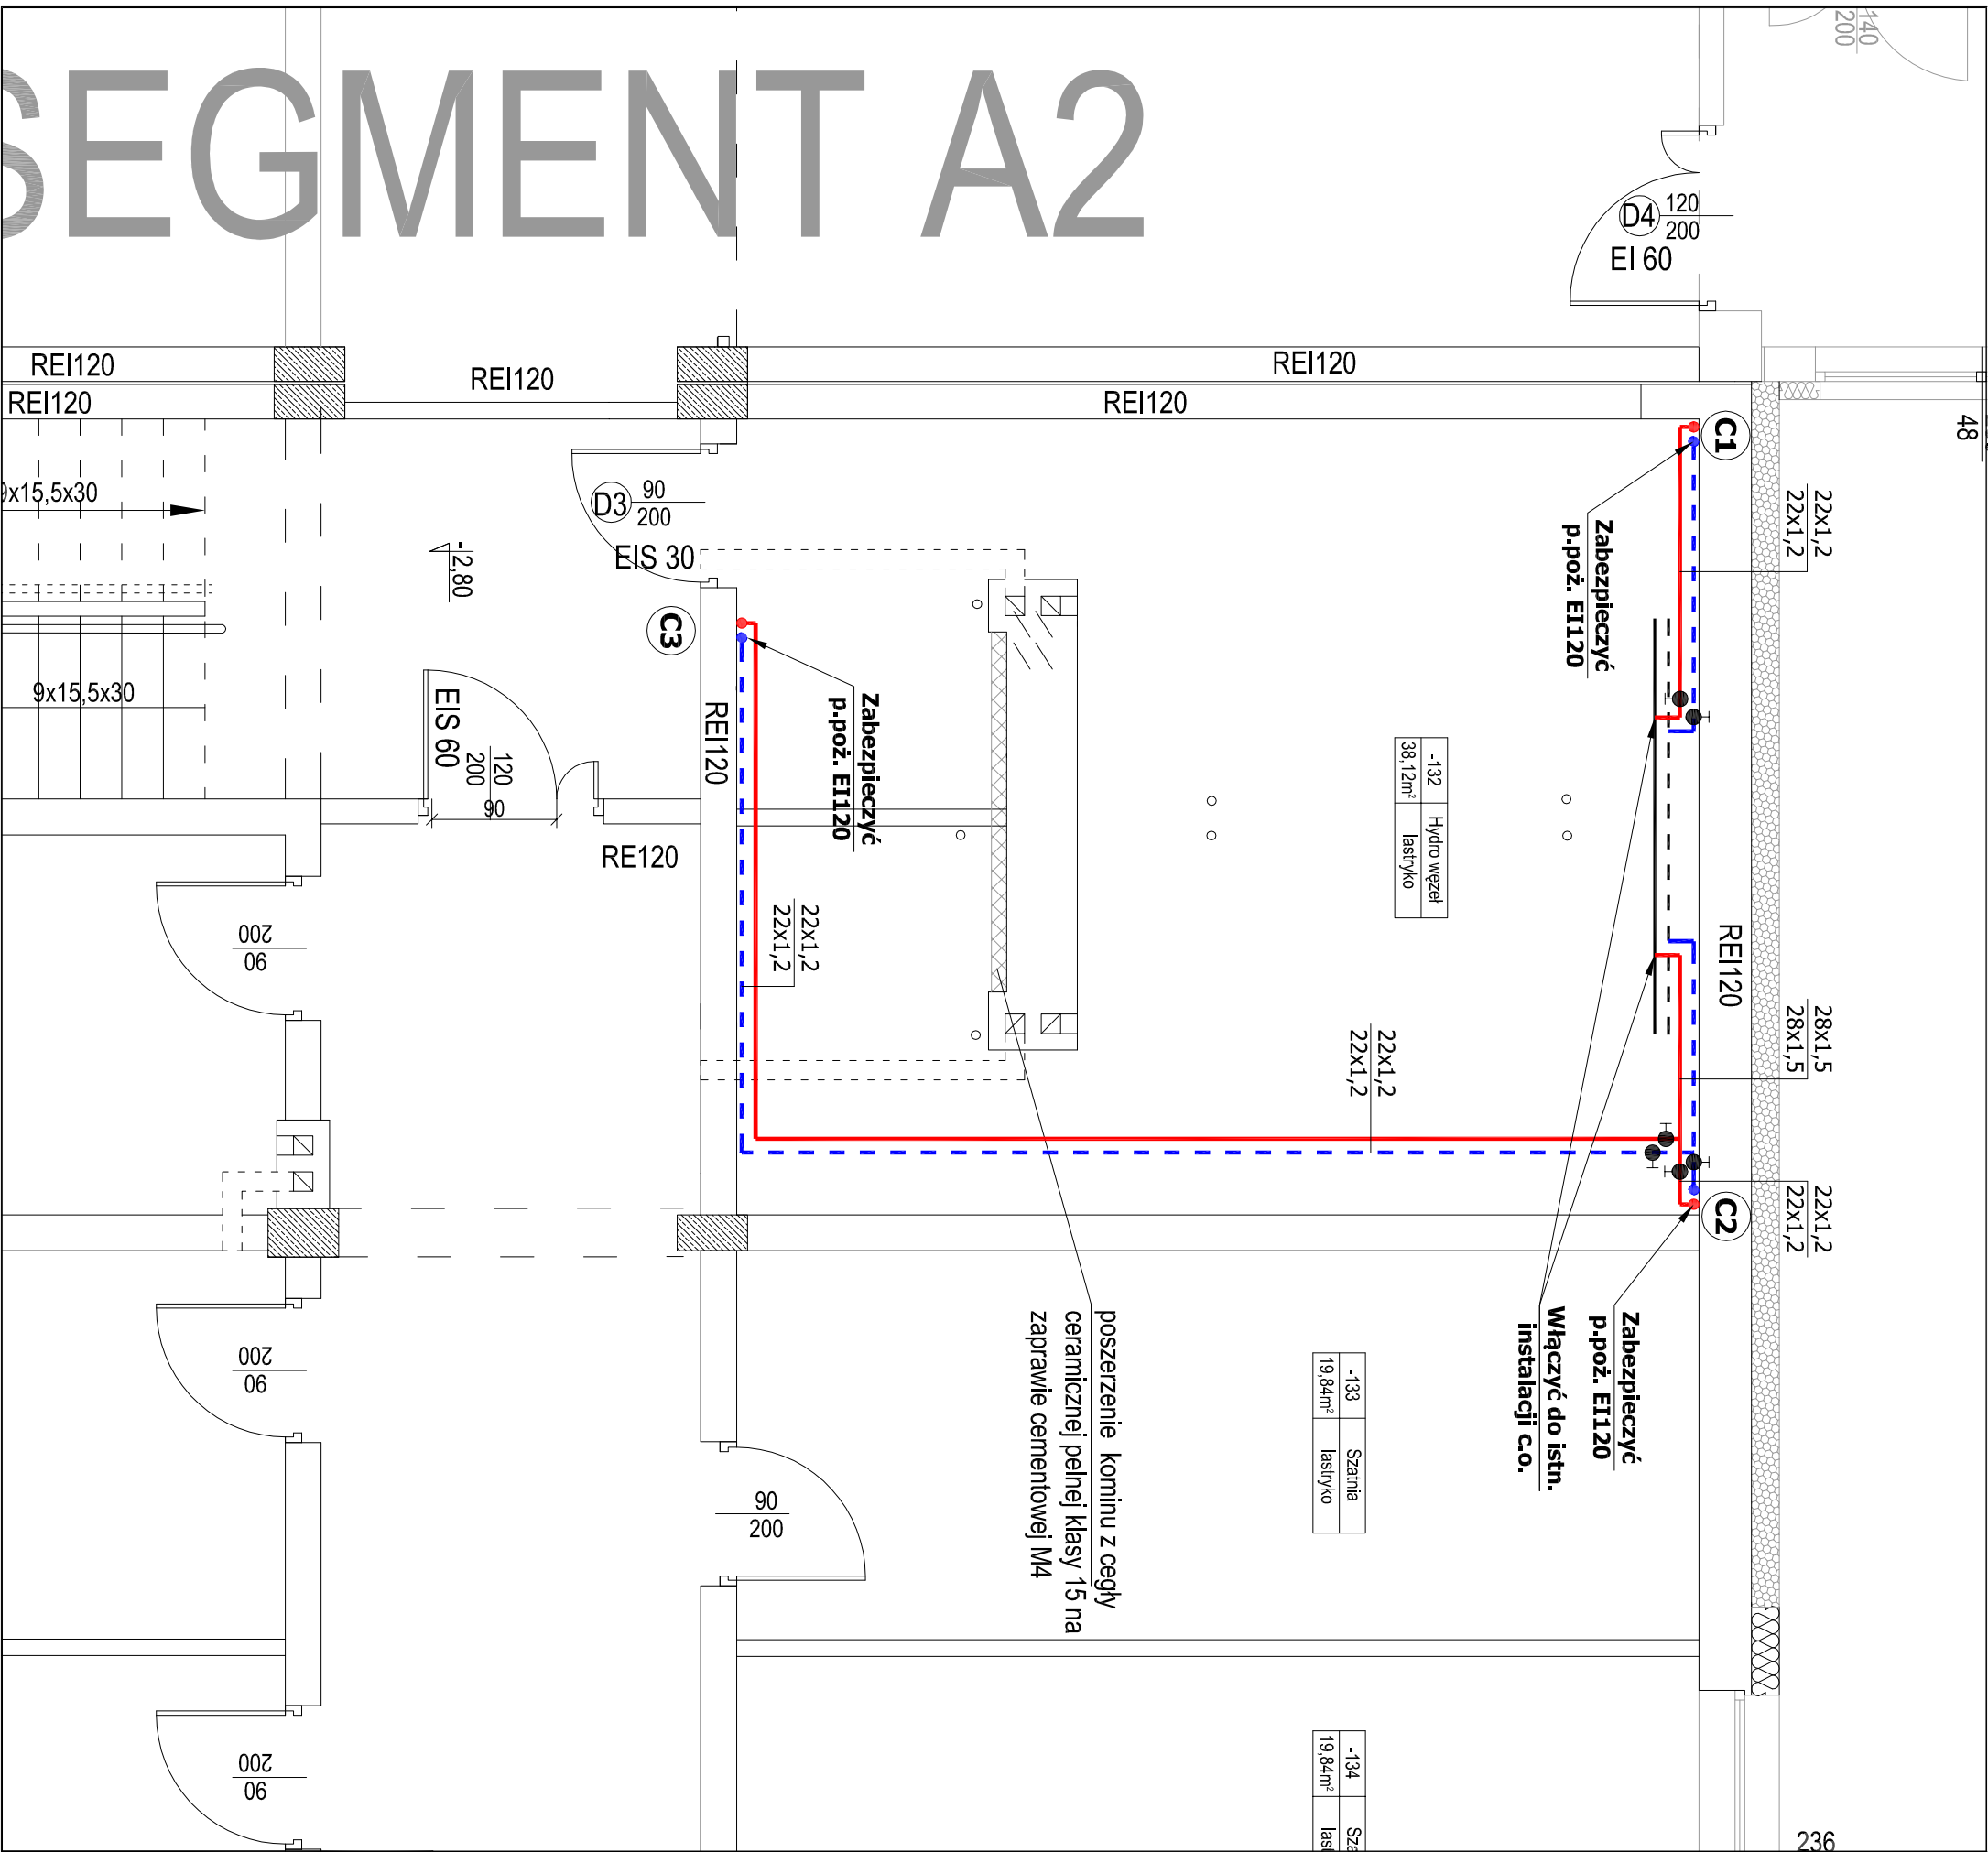 SEGMENT A2
140
200
D4
120
200
EI 60
48
REI120
REI120
REI120
REI120
REI120
C1
22x1,2
22x1,2
9x15,5x30
9x15,5x30
-2,80
D3
90
200
EIS 30
C3
Zabezpieczyć
p.poż. EI120
Zabezpieczyć
p.poż. EI120
EIS 60
120
200
90
REI120
RE120
-132
Hydro węzeł
38,12m²
lastryko
22x1,2
22x1,2
REI120
28x1,5
28x1,5
22x1,2
22x1,2
C2
22x1,2
22x1,2
90
200
90
200
90
200
90
200
Zabezpieczyć
p.poż. EI120
Włączyć do istn.
instalacji c.o.
poszerzenie kominu z cegły
ceramicznej pełnej klasy 15 na
zaprawie cementowej M4
-133
Szatnia
19,84m²
lastryko
-134
Sza
19,84m²
last
236